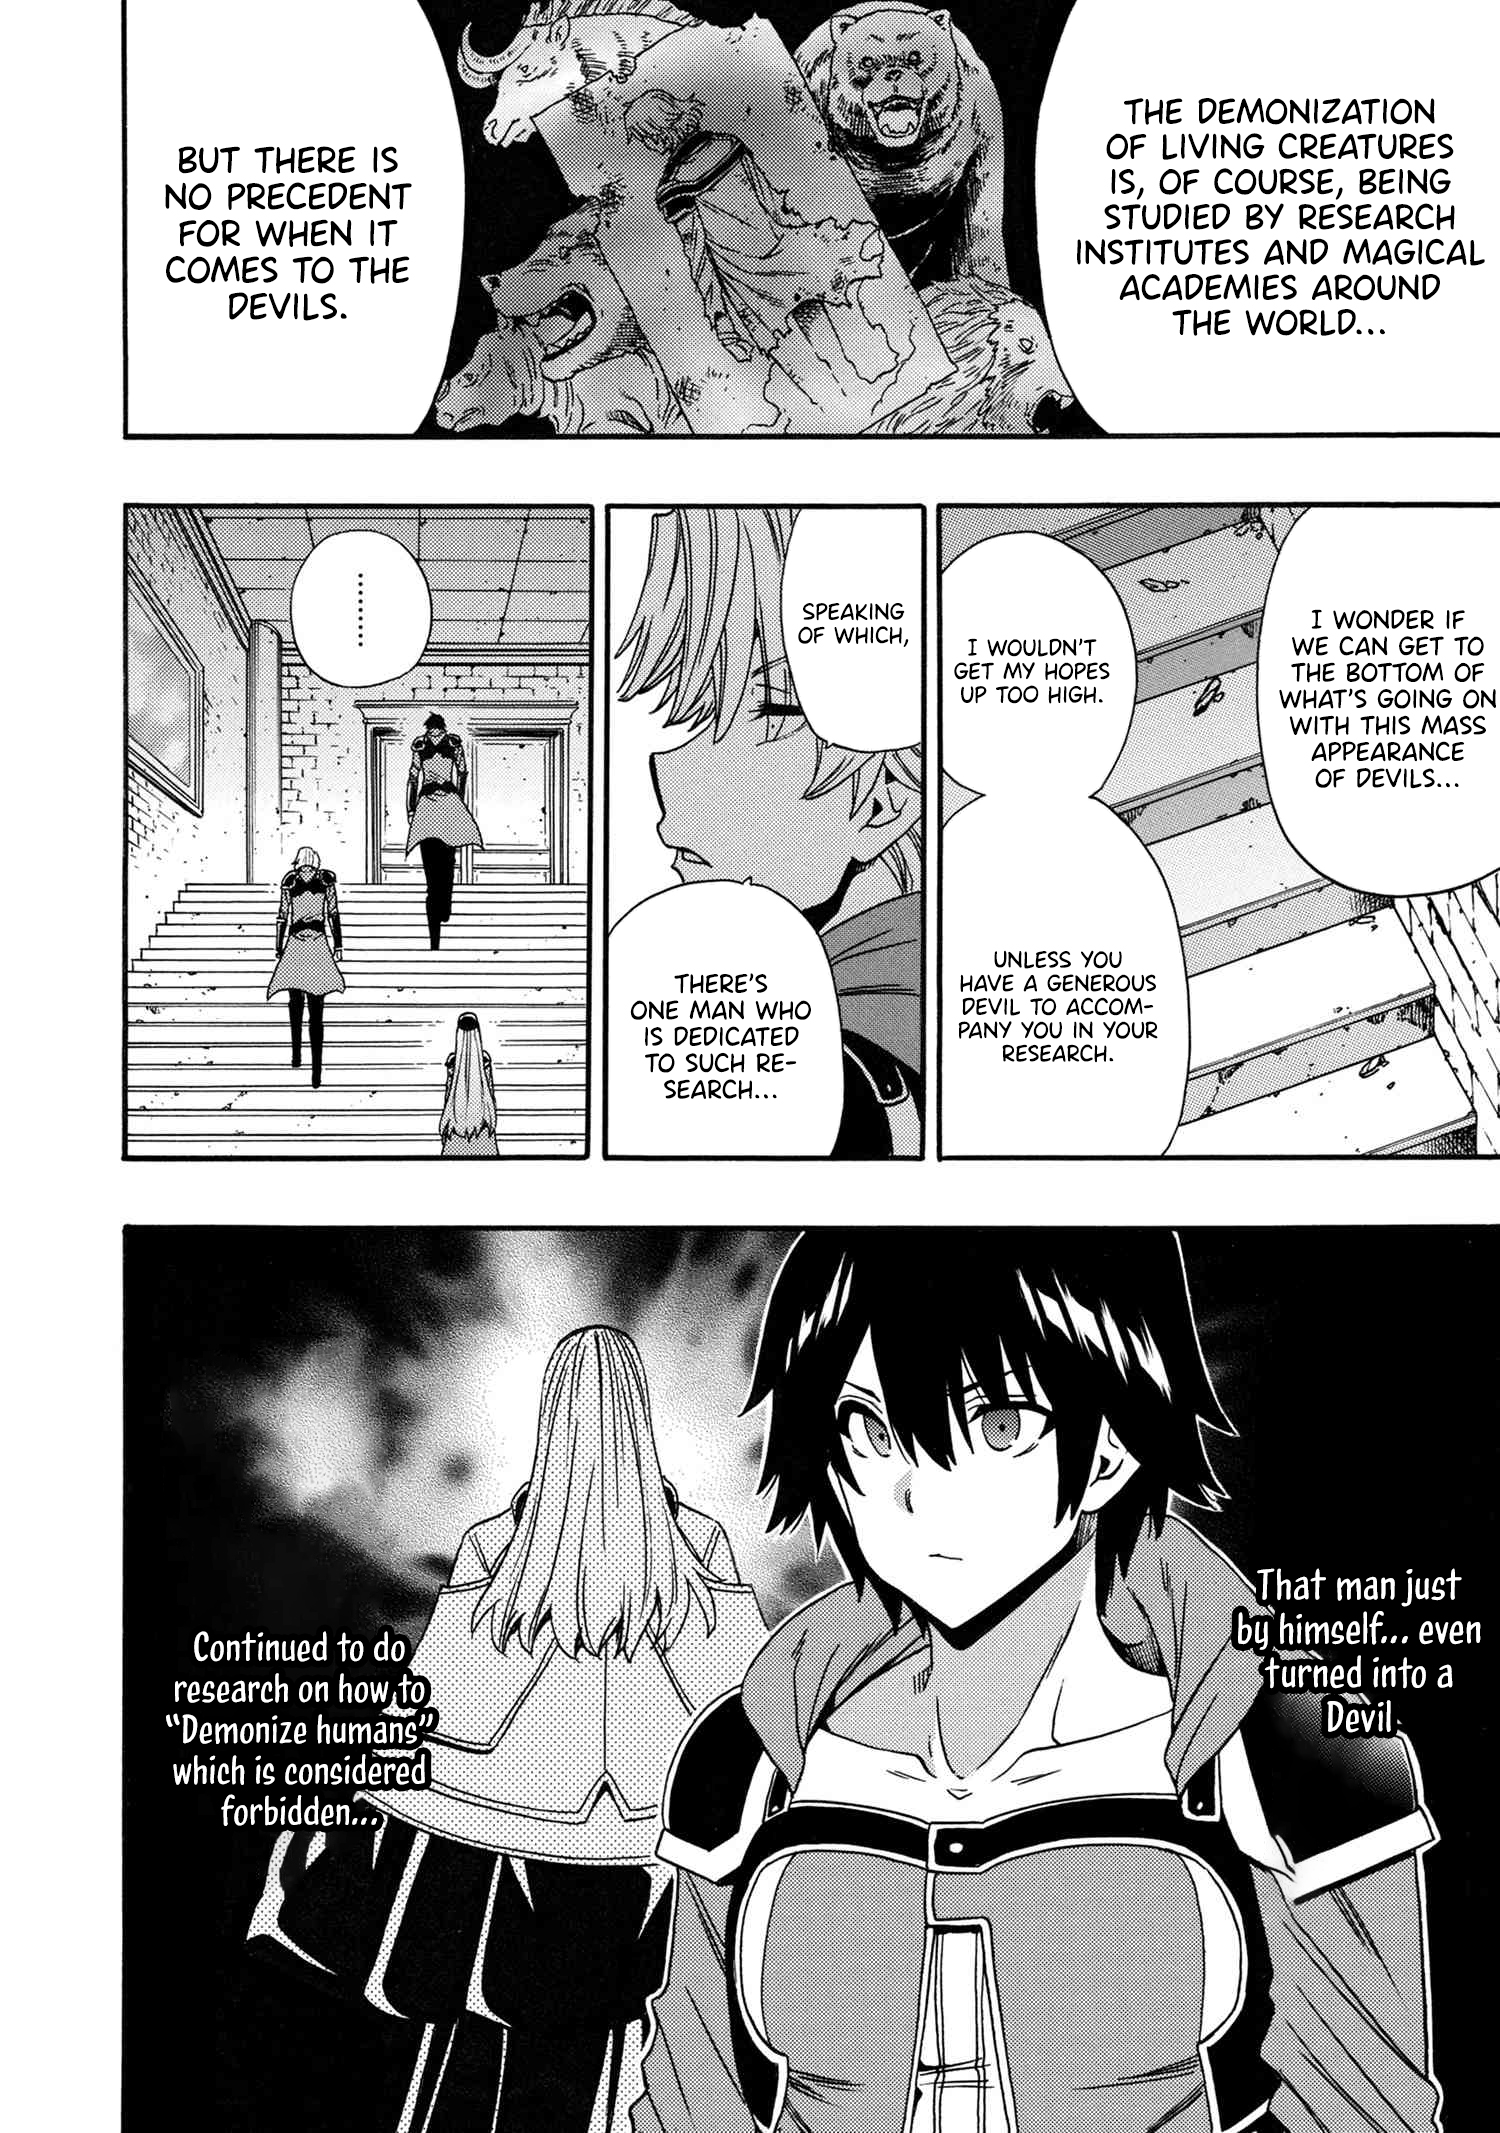 THE DEMONIZATION
OF LIVING CREATURES
IS, OF COURSE, BEING
STUDIED BY RESEARCH
INSTITUTES AND MAGICAL
ACADEMIES AROUND
THE WORLD...
BUT THERE IS
NO PRECEDENT
FOR WHEN IT
COMES TO THE
DEVILS.
I WONDER IF
WE CAN GET TO
THE BOTTOM OF
WHAT'S GOING ON
WITH THIS MASS
APPEARANCE
OF DEVILS...
I WOULDN'T
GET MY HOPES
UP TOO HIGH.
UNLESS YOU
HAVE A GENEROUS
DEVIL TO ACCOM-
PANY YOU IN YOUR
RESEARCH.
SPEAKING
OF WHICH,
THERE'S
ONE MAN WHO
IS DEDICATED
TO SUCH RE-
SEARCH...
.........
That man just
by himself... even
turned into a
Devil
Continued to do
research on how to
"Demonize humans"
which is considered
forbidden...